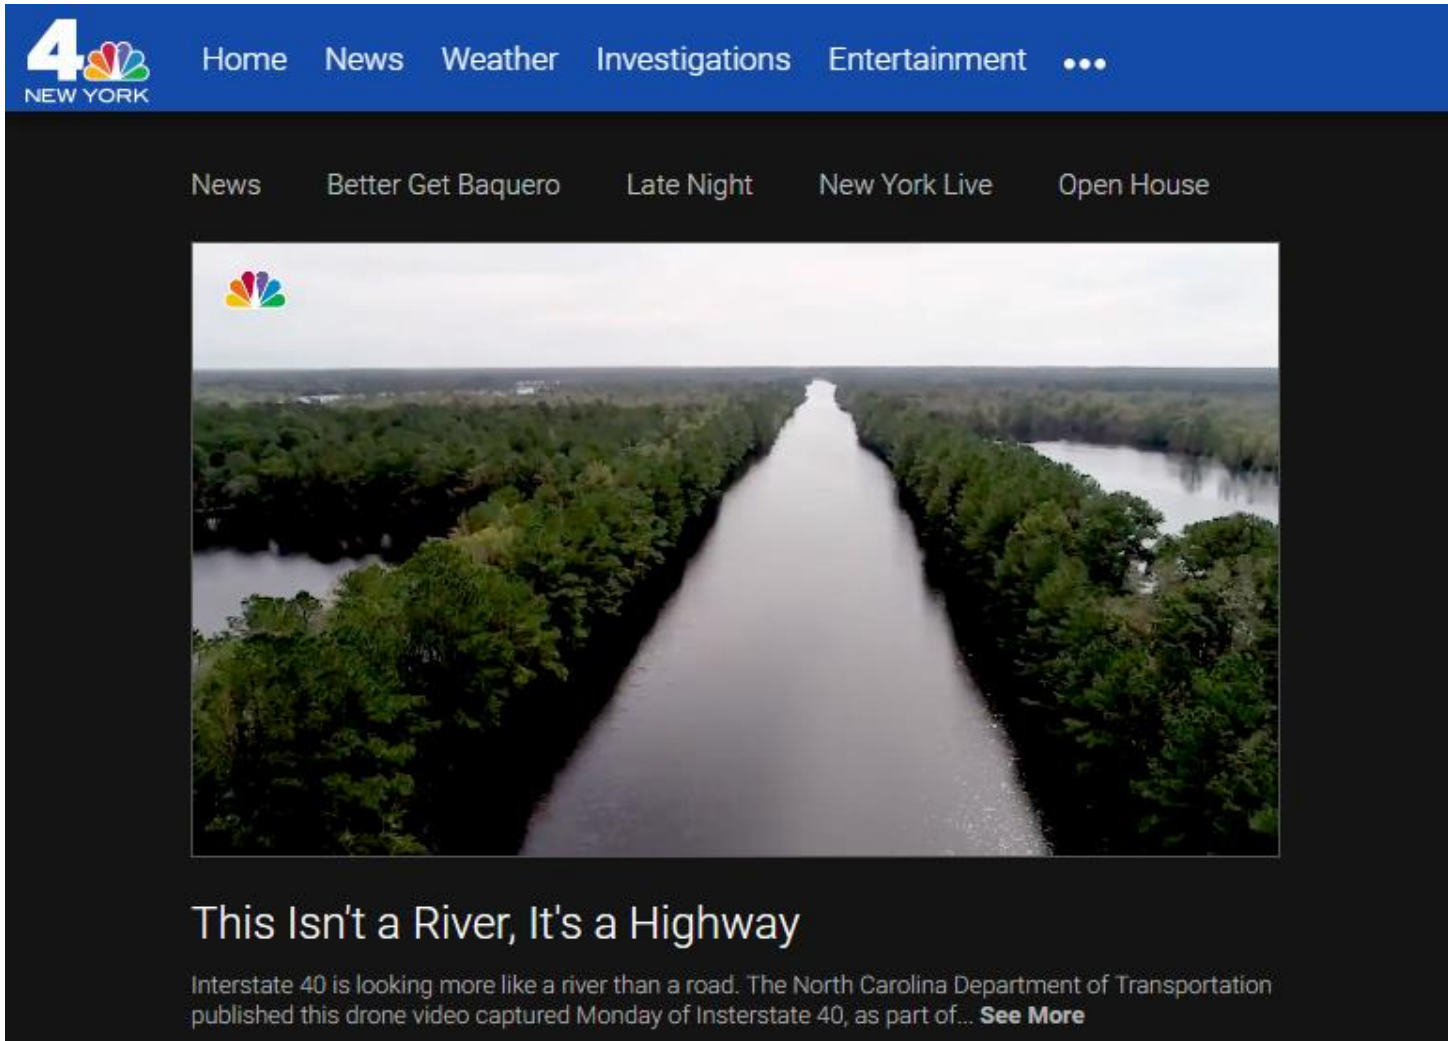 4
NEW YORK
Home News Weather Investigations Entertainment •••
News Better Get Baquero Late Night New York Live Open House
This Isn't a River, It's a Highway
Interstate 40 is looking more like a river than a road. The North Carolina Department of Transportation
published this drone video captured Monday of Insterstate 40, as part of... See More